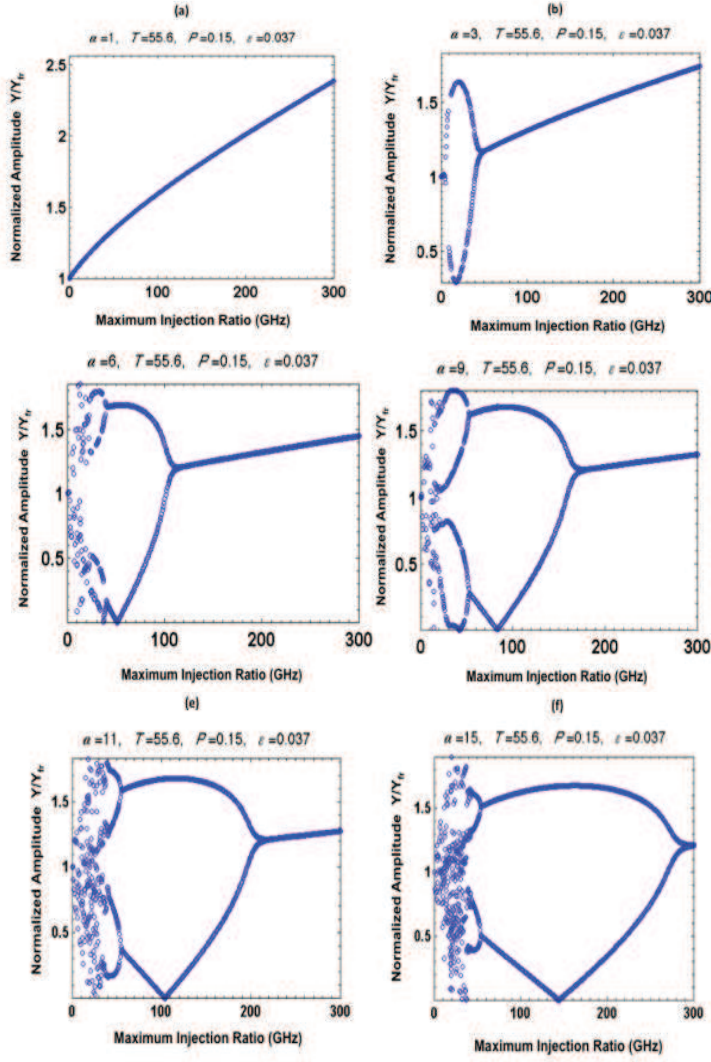 (a)
α=1, T=55.6, P=0.15, ε=0.037
Normalized Amplitude Y/Yfr
2.5
2
1.5
1
0
100
200
300
Maximum Injection Ratio (GHz)
(b)
α=3, T=55.6, P=0.15, ε=0.037
Normalized Amplitude Y/Yfr
1.5
1
0.5
0
100
200
300
Maximum Injection Ratio (GHz)
α=6, T=55.6, P=0.15, ε=0.037
Normalized Amplitude Y/Yfr
1.5
1
0.5
0
100
200
300
Maximum Injection Ratio (GHz)
α=9, T=55.6, P=0.15, ε=0.037
Normalized Amplitude Y/Yfr
1.5
1
0.5
0
100
200
300
Maximum Injection Ratio (GHz)
(e)
α=11, T=55.6, P=0.15, ε=0.037
Normalized Amplitude Y/Yfr
1.5
1
0.5
0
100
200
300
Maximum Injection Ratio (GHz)
(f)
α=15, T=55.6, P=0.15, ε=0.037
Normalized Amplitude Y/Yfr
1.5
1
0.5
0
100
200
300
Maximum Injection Ratio (GHz)